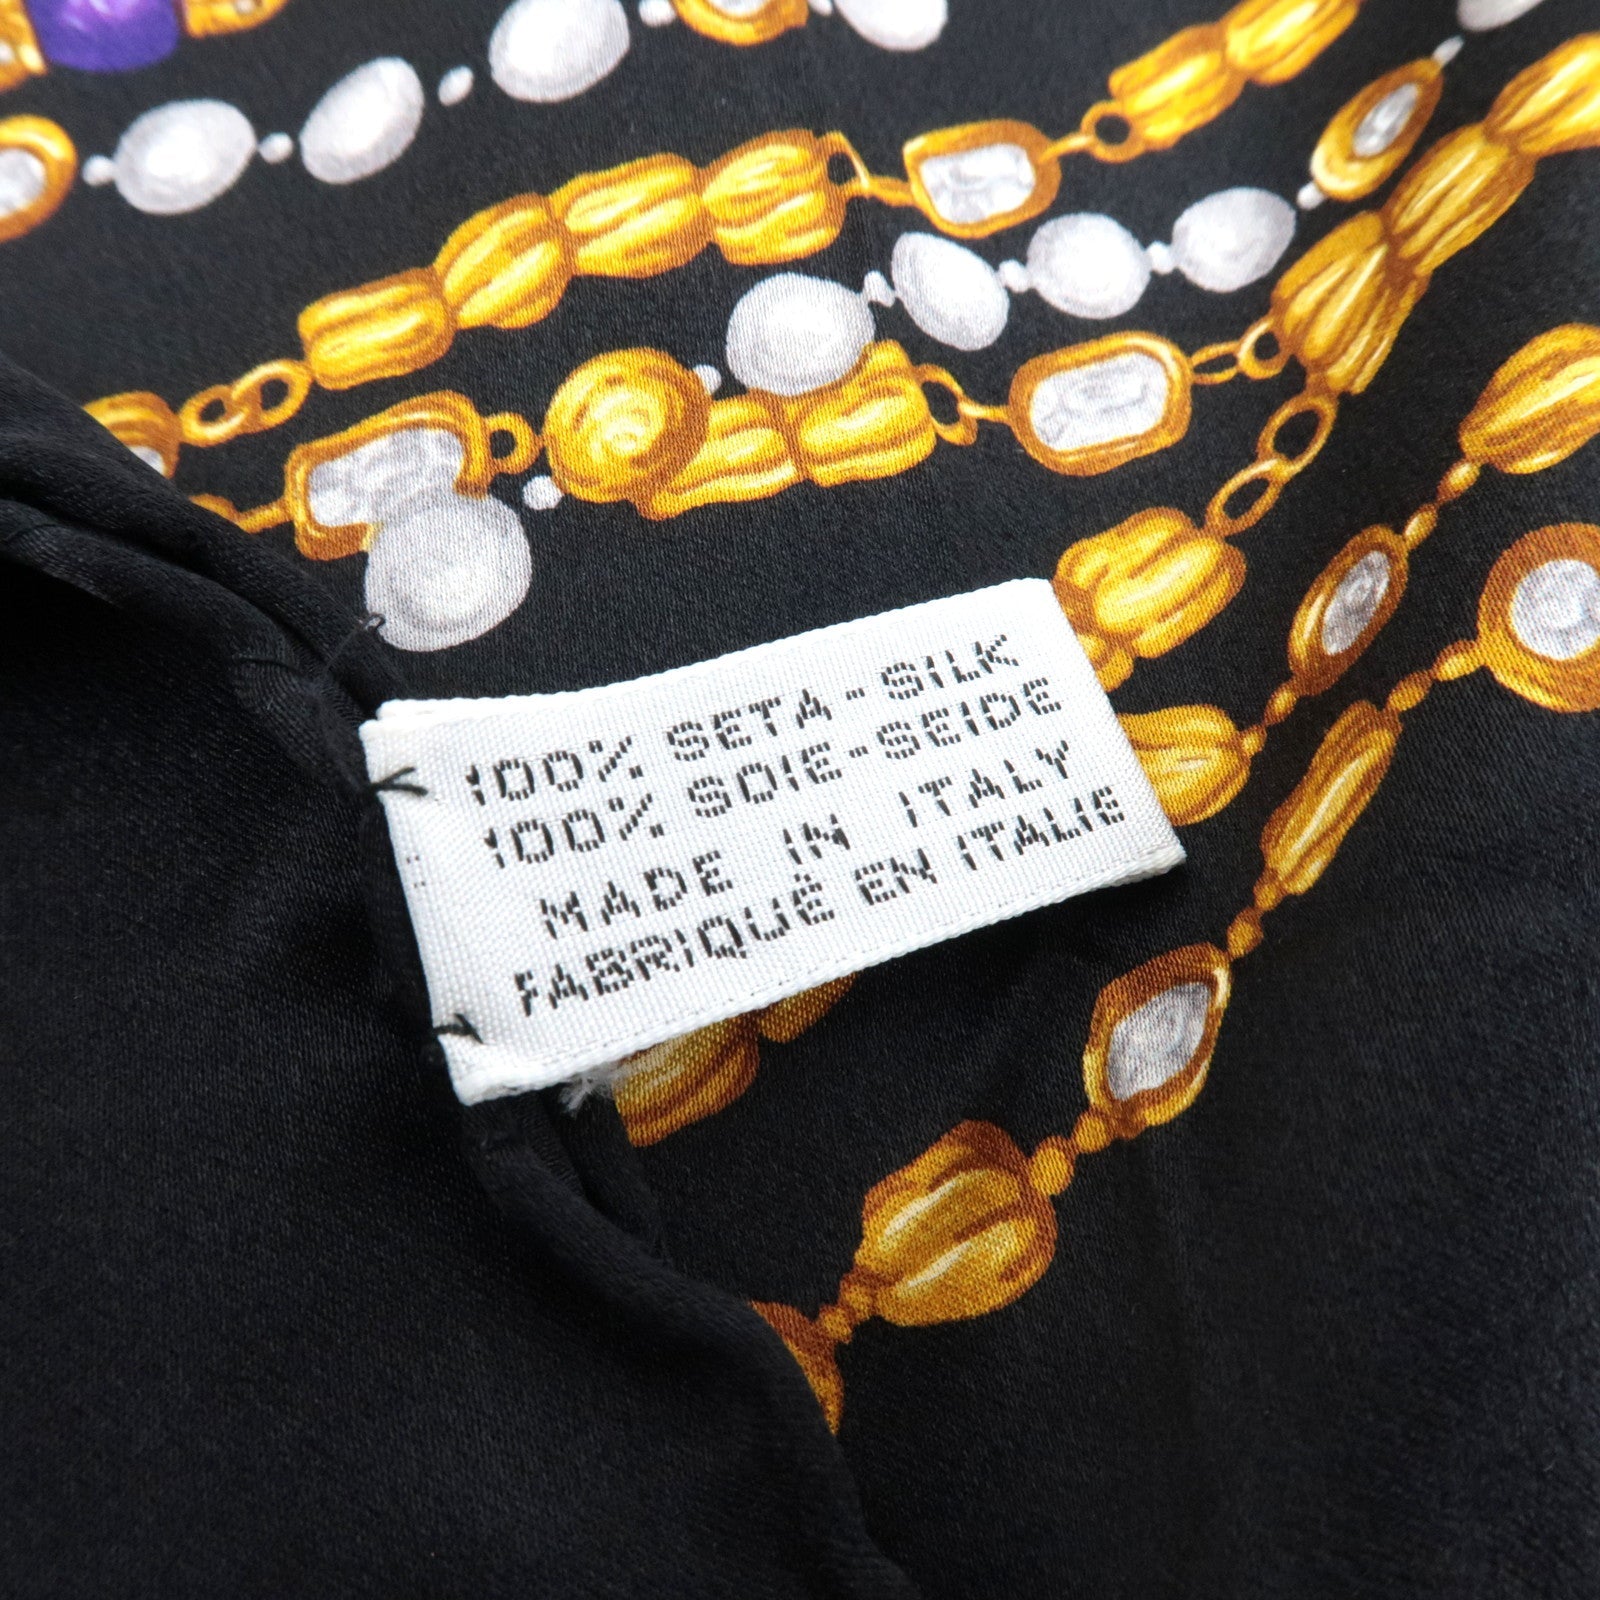 100% SETA-SILK
100% SOIE-SEIDE
MADE IN ITALY
FABRIQUÉ EN ITALIE